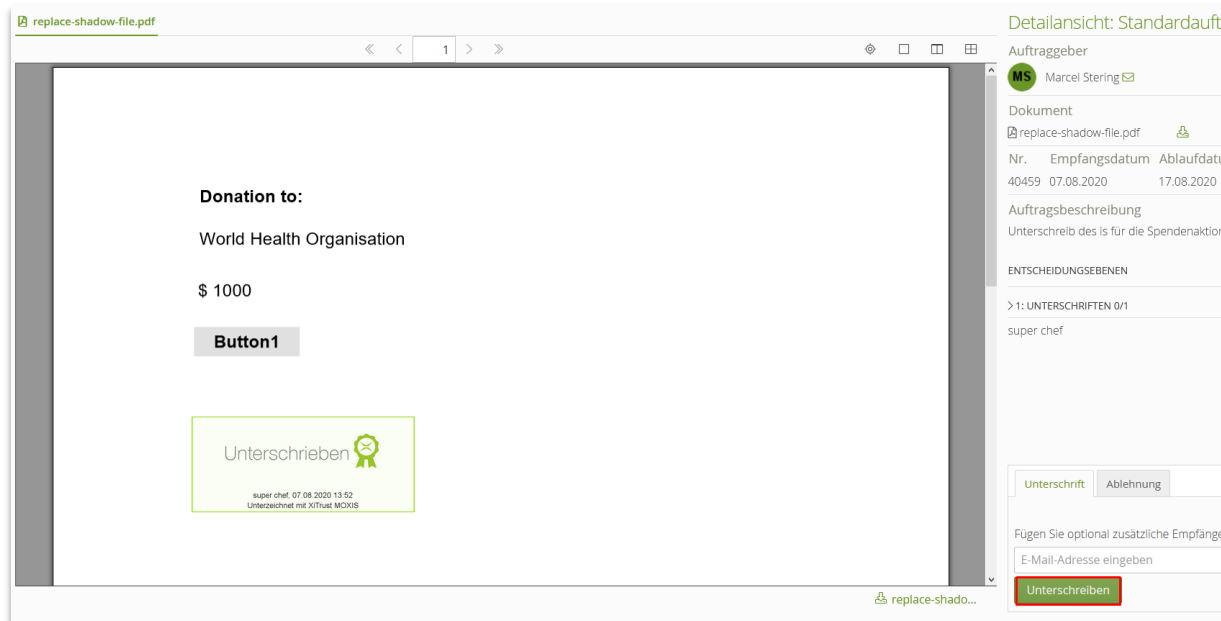 replace-shadow-file.pdf
1
Donation to:
World Health Organisation
$ 1000
Button1
Unterschrieben
super chef, 07.08.2020 13:52
Unterzeichnet mit XiTrust MOXIS
replace-shado...
Detailansicht: Standardauft
Auftraggeber
MS Marcel Stering
Dokument
replace-shadow-file.pdf
Nr. Empfangsdatum Ablaufdatu
40459 07.08.2020 17.08.2020
Auftragsbeschreibung
Unterschreib des is für die Spendenaktion
ENTSCHEIDUNGSEBENEN
1: UNTERSCHRIFTEN 0/1
super chef
Unterschrift Ablehnung
Fügen Sie optional zusätzliche Empfänge
E-Mail-Adresse eingeben
Unterschreiben